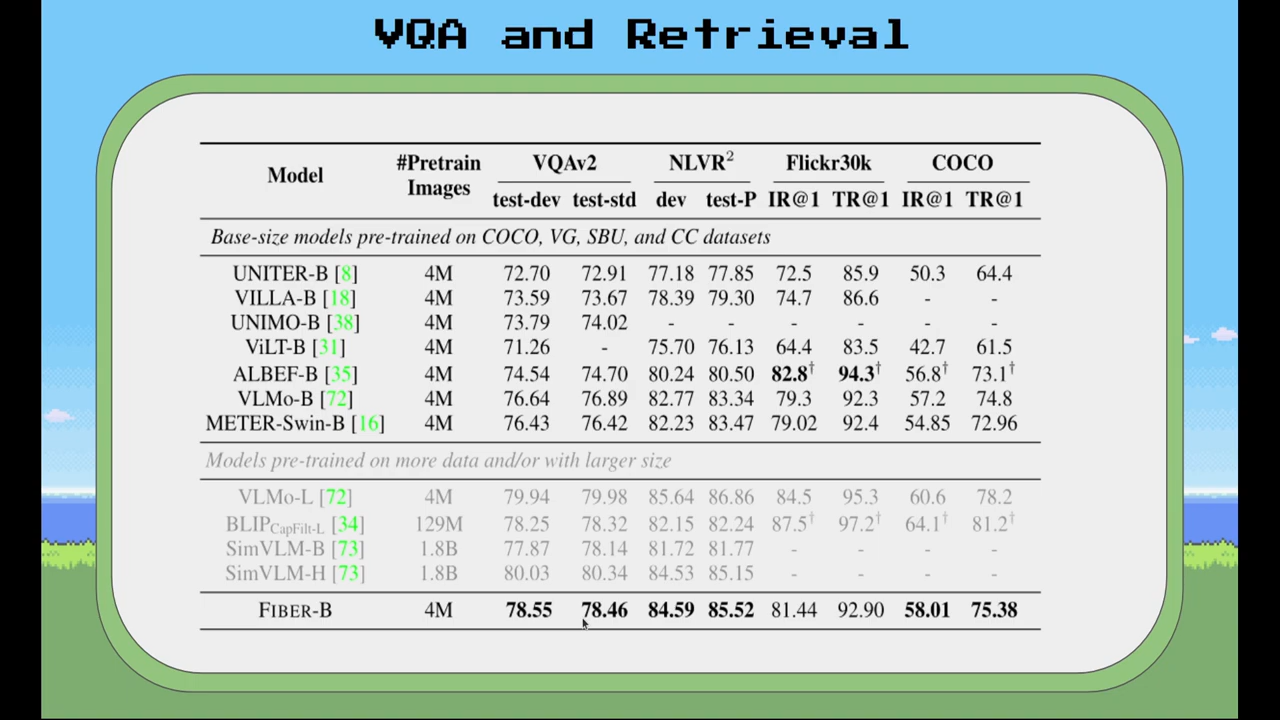 VQA and Retrieval
Model #Pretrain Images VQAv2 NLVR² Flickr30k COCO
test-dev test-std dev test-P IR@1 TR@1 IR@1 TR@1
Base-size models pre-trained on COCO, VG, SBU, and CC datasets
UNITER-B [8] 4M 72.70 72.91 77.18 77.85 72.5 85.9 50.3 64.4
VILLA-B [18] 4M 73.59 73.67 78.39 79.30 74.7 86.6 - -
UNIMO-B [38] 4M 73.79 74.02 - - - - - -
ViLT-B [31] 4M 71.26 - 75.70 76.13 64.4 83.5 42.7 61.5
ALBEF-B [35] 4M 74.54 74.70 80.24 80.50 82.8† 94.3† 56.8† 73.1†
VLMo-B [72] 4M 76.64 76.89 82.77 83.34 79.3 92.3 57.2 74.8
METER-Swin-B [16] 4M 76.43 76.42 82.23 83.47 79.02 92.4 54.85 72.96
Models pre-trained on more data and/or with larger size
VLMo-L [72] 4M 79.94 79.98 85.64 86.86 84.5 95.3 60.6 78.2
BLIPCapFilt-L [34] 129M 78.25 78.32 82.15 82.24 87.5† 97.2† 64.1† 81.2†
SimVLM-B [73] 1.8B 77.87 78.14 81.72 81.77 - - - -
SimVLM-H [73] 1.8B 80.03 80.34 84.53 85.15 - - - -
FIBER-B 4M 78.55 78.46 84.59 85.52 81.44 92.90 58.01 75.38